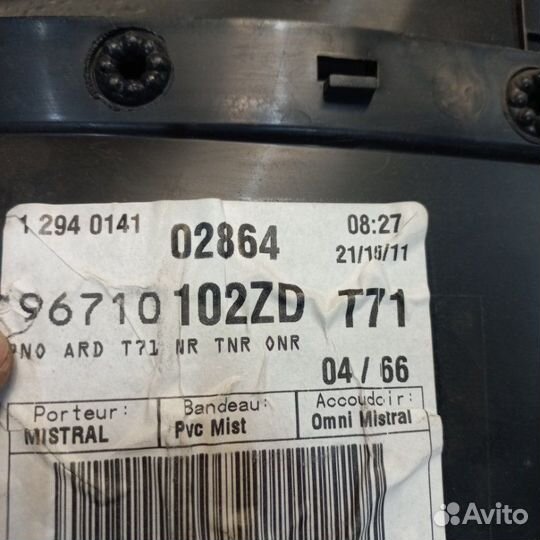 1 294 0141
02864
08:27
21/10/11
96710 102ZD T71
PNO ARD T71 NR TNR ONR
04 / 66
Porteur:
MISTRAL
Bandeau:
Pvc Mist
Accoudoir:
Omni Mistral
Avito